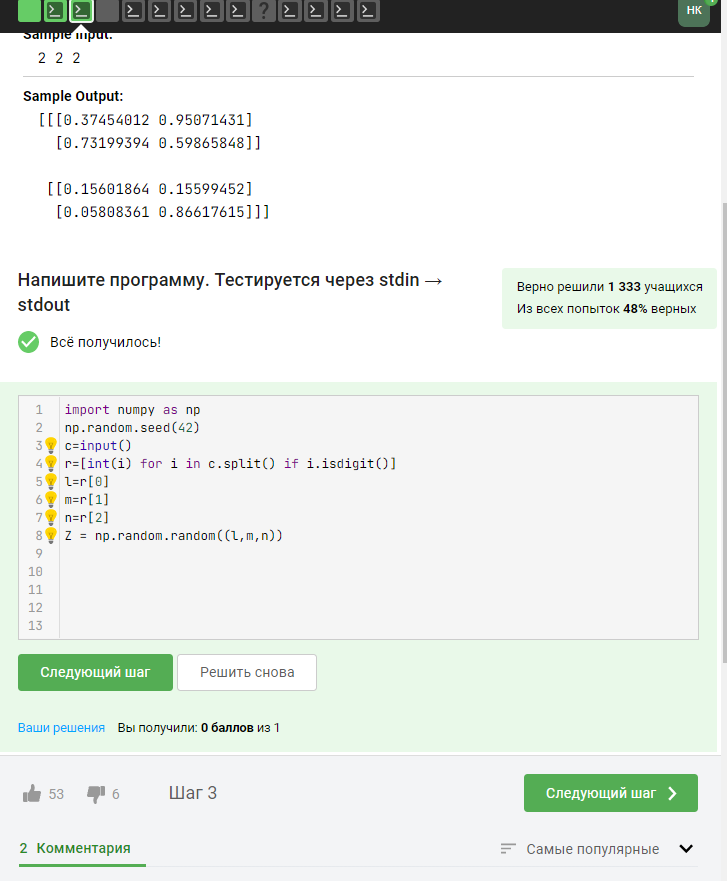 НК
Sample Input:
2 2 2
Sample Output:
[[[0.37454012 0.95071431]
[0.73199394 0.59865848]]
[[0.15601864 0.15599452]
[0.05808361 0.86617615]]]
Напишите программу. Тестируется через stdin →
stdout
Верно решили 1 333 учащихся
Из всех попыток 48% верных
Всё получилось!
1 import numpy as np
2 np.random.seed(42)
3 c=input()
4 r=[int(i) for i in c.split() if i.isdigit()]
5 l=r[0]
6 m=r[1]
7 n=r[2]
8 Z = np.random.random((l,m,n))
9
10
11
12
13
Следующий шаг Решить снова
Ваши решения Вы получили: 0 баллов из 1
53 6 Шаг 3 Следующий шаг
2 Комментария Самые популярные